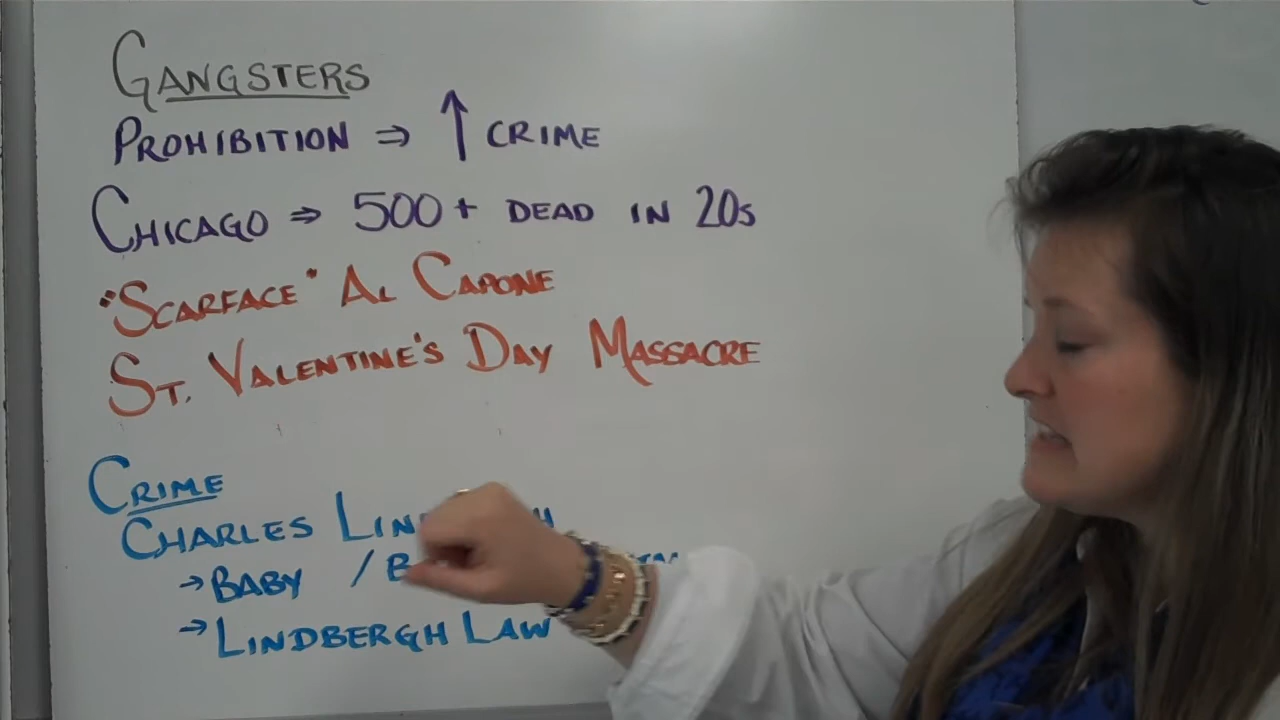 GANGSTERS
PROHIBITION ⇒ ↑ CRIME
CHICAGO ⇒ 500+ DEAD IN 20s
"SCARFACE" AL CAPONE
ST. VALENTINE'S DAY MASSACRE
CRIME
CHARLES
→ BABY /
→ LINDBERGH LAW